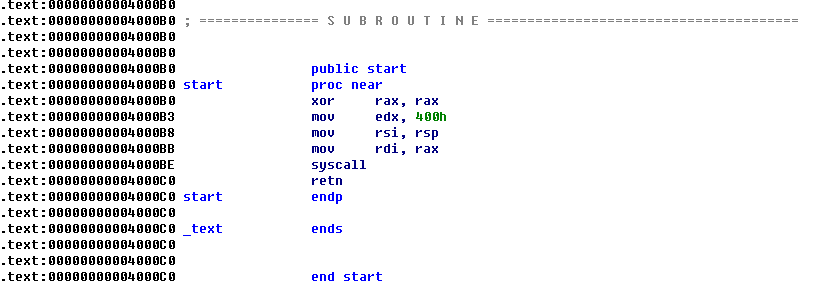 .text:00000000004000B0
.text:00000000004000B0 ; =============== S U B R O U T I N E =======================================
.text:00000000004000B0
.text:00000000004000B0
.text:00000000004000B0 public start
.text:00000000004000B0 start proc near
.text:00000000004000B0 xor rax, rax
.text:00000000004000B3 mov edx, 400h
.text:00000000004000B8 mov rsi, rsp
.text:00000000004000BB mov rdi, rax
.text:00000000004000BE syscall
.text:00000000004000C0 retn
.text:00000000004000C0 start endp
.text:00000000004000C0
.text:00000000004000C0 _text ends
.text:00000000004000C0
.text:00000000004000C0
.text:00000000004000C0 end start